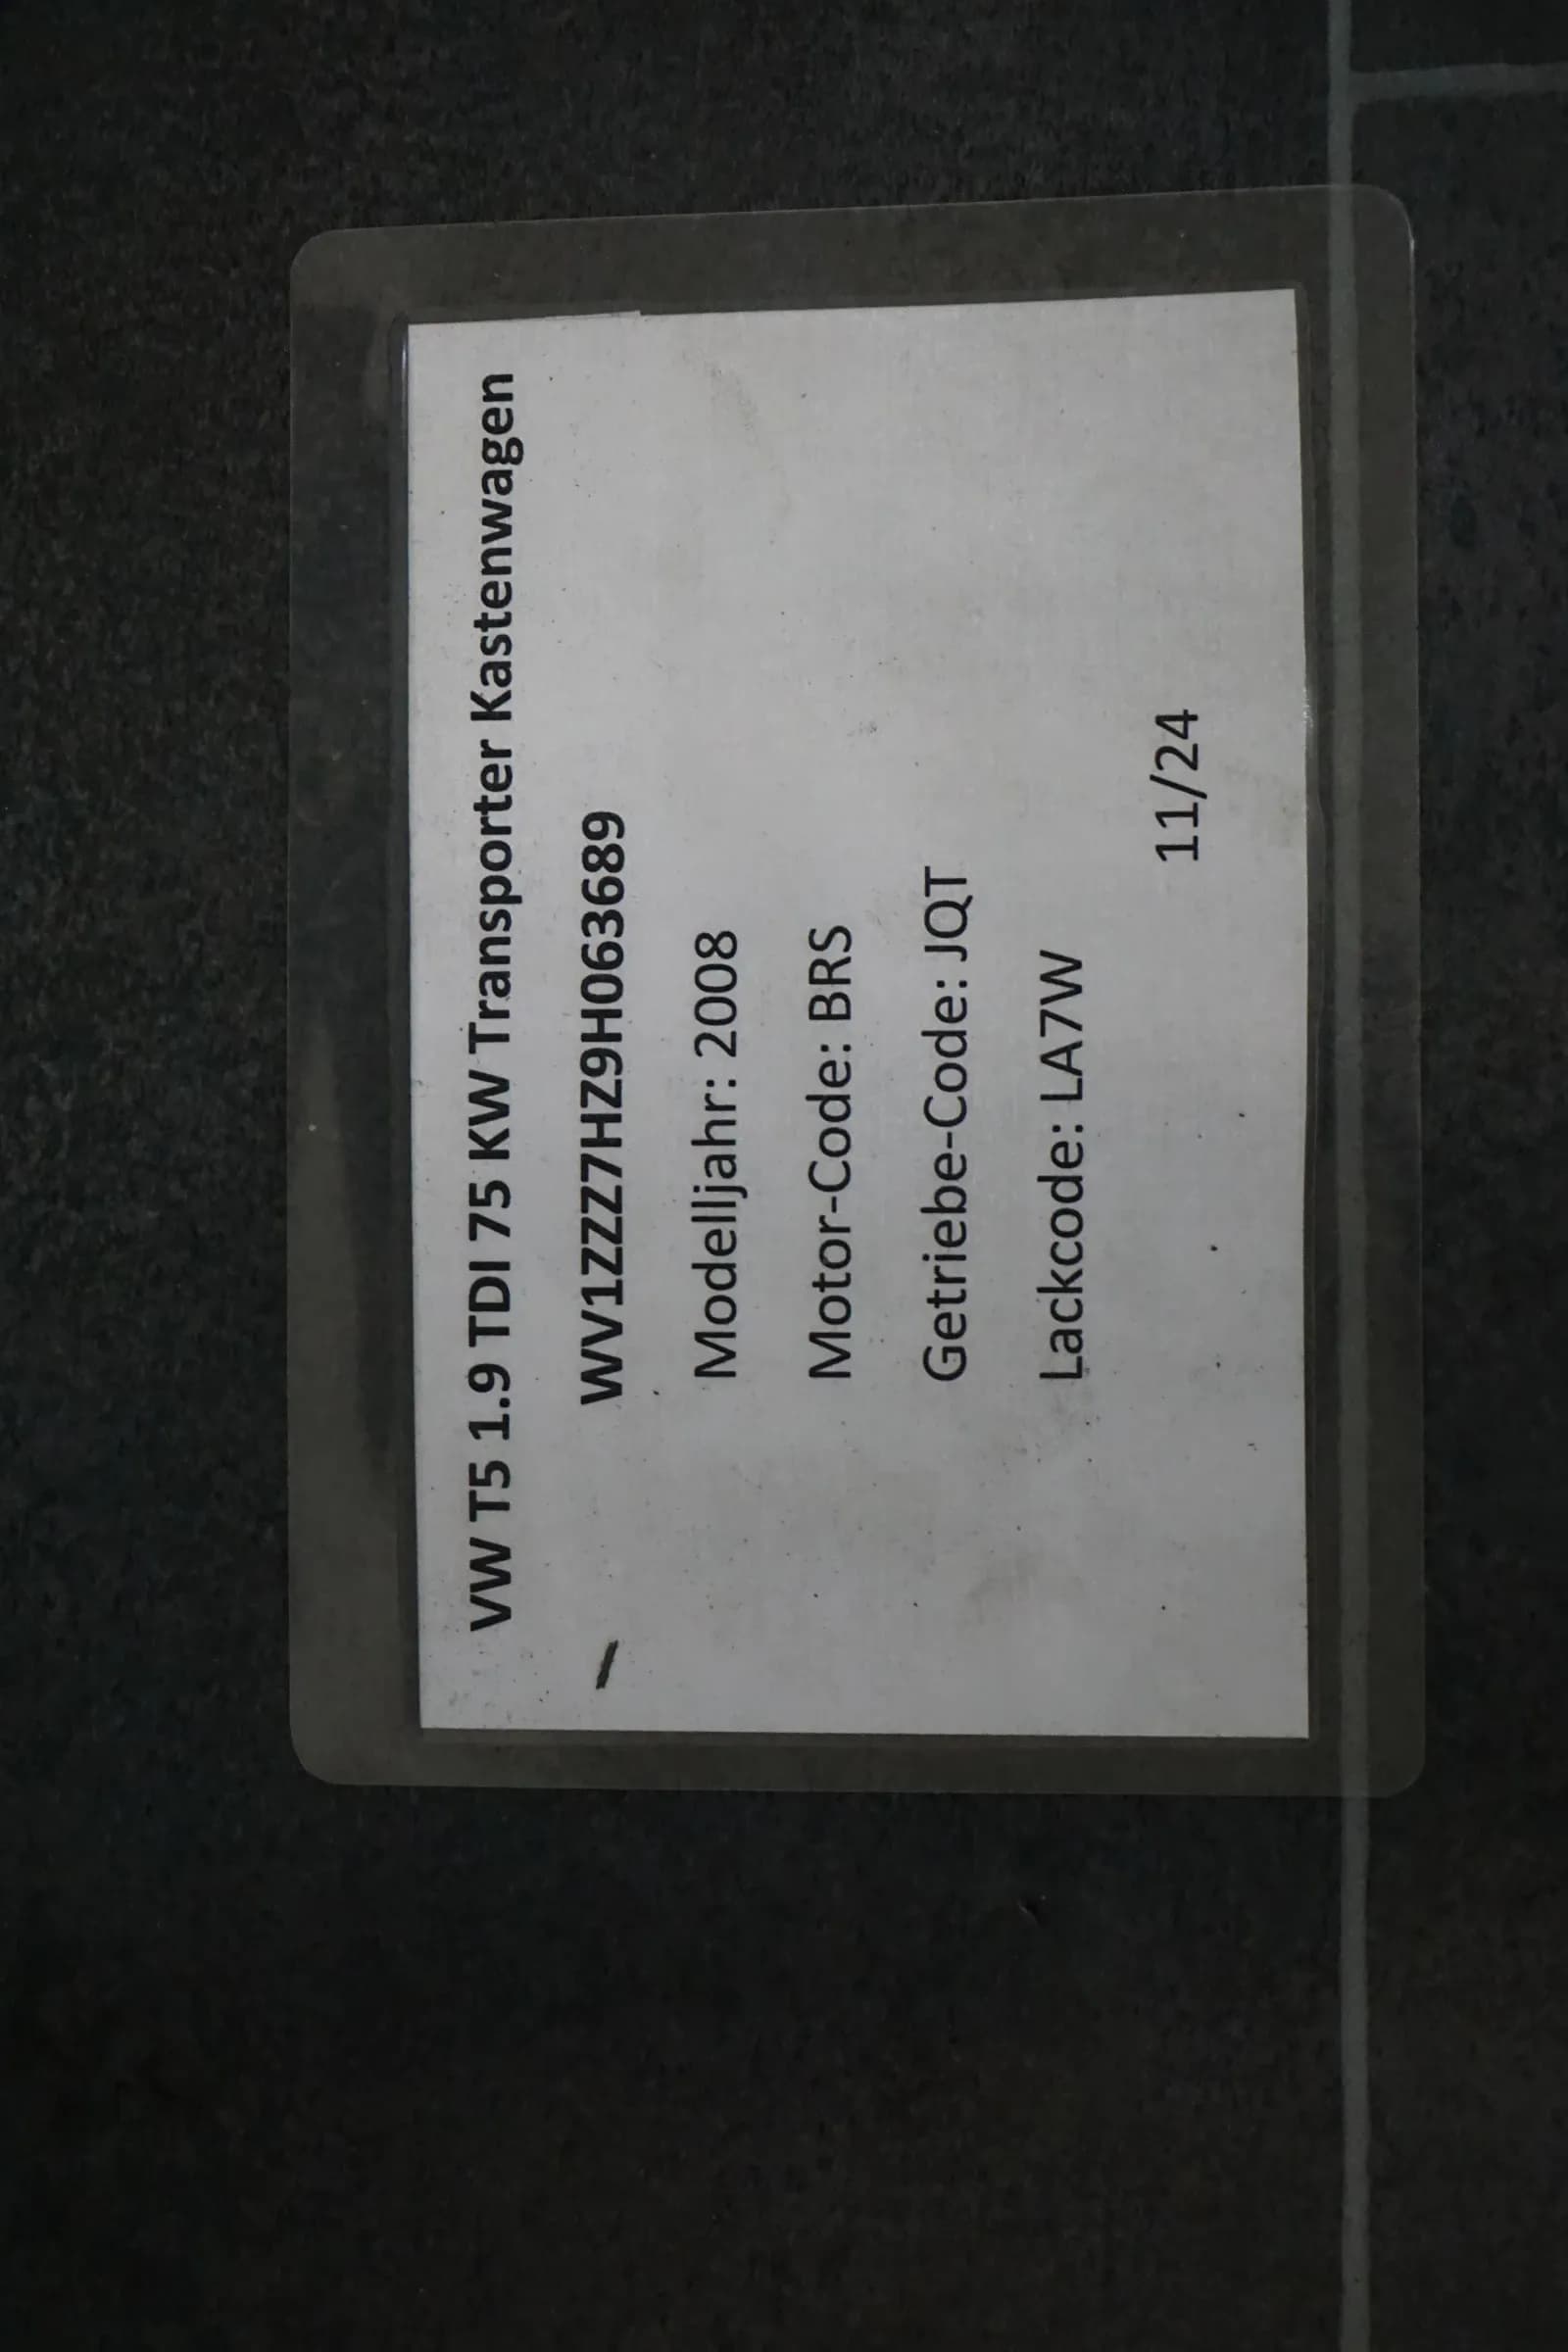 VW T5 1.9 TDI 75 KW Transporter Kastenwagen
WV1ZZZ7HZ9H063689
Modelljahr: 2008
Motor-Code: BRS
Getriebe-Code: JQT
Lackcode: LA7W
11/24